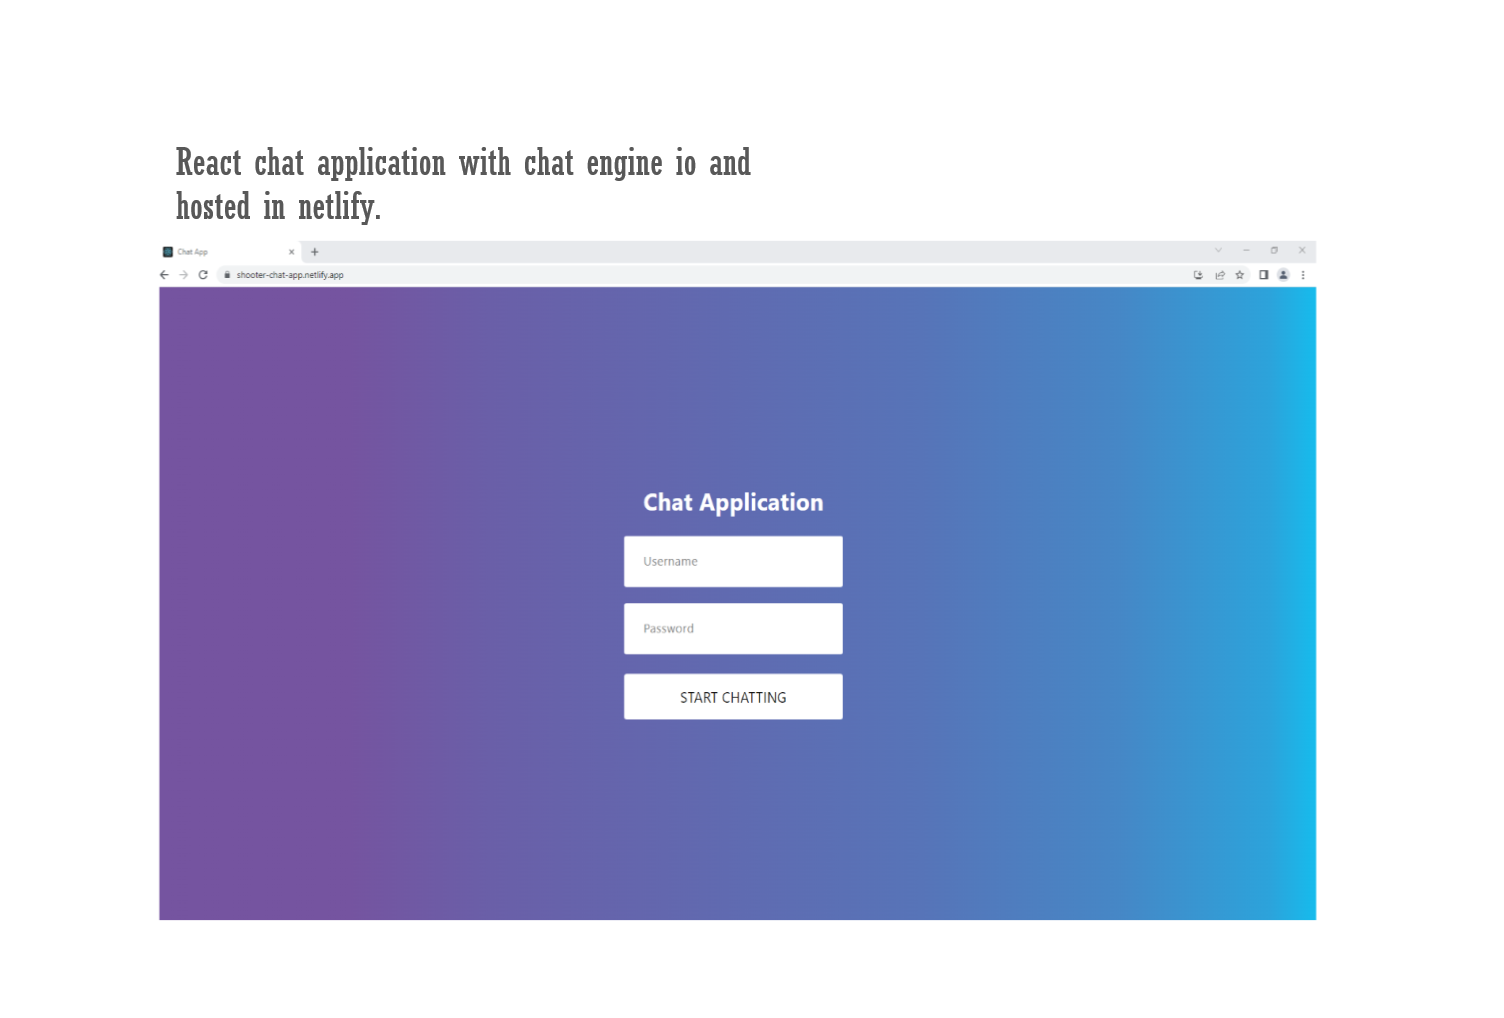 React chat application with chat engine io and
hosted in netlify.
Chat App
shooter-chat-app.netlify.app
Chat Application
Username
Password
START CHATTING